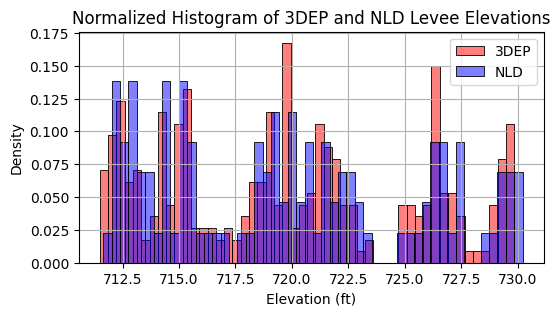 Normalized Histogram of 3DEP and NLD Levee Elevations
0.175
0.150
0.125
0.100
0.075
0.050
0.025
0.000
Density
3DEP
NLD
712.5 715.0 717.5 720.0 722.5 725.0 727.5 730.0
Elevation (ft)